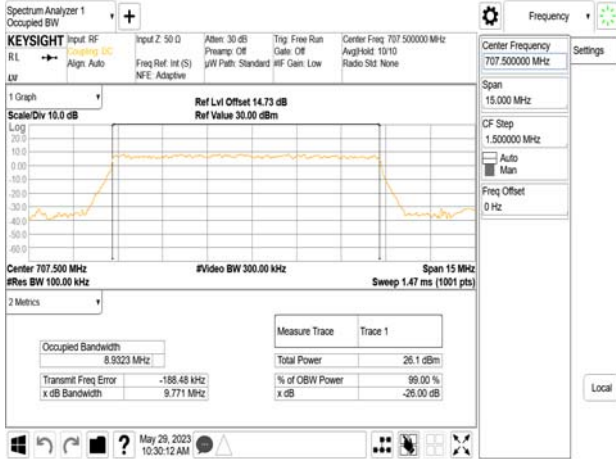 Spectrum Analyzer 1
Occupied BW
+
Frequency
KEYSIGHT
RL
Input: RF
Coupling: DC
Align: Auto
Input Z: 50 Ω
Freq Ref: Int (S)
NFE: Adaptive
Atten: 30 dB
Preamp: Off
µW Path: Standard
Trig: Free Run
Gate: Off
#IF Gain: Low
Center Freq: 707.500000 MHz
Avg|Hold: 10/10
Radio Std: None
1 Graph
Scale/Div 10.0 dB
Ref Lvl Offset 14.73 dB
Ref Value 30.00 dBm
Log
20.0
10.0
0.00
-10.0
-20.0
-30.0
-40.0
-50.0
-60.0
Center 707.500 MHz
#Res BW 100.00 kHz
#Video BW 300.00 kHz
Span 15 MHz
Sweep 1.47 ms (1001 pts)
2 Metrics
Measure Trace Trace 1
Occupied Bandwidth
8.9323 MHz
Total Power 26.1 dBm
Transmit Freq Error -188.48 kHz
% of OBW Power 99.00 %
x dB Bandwidth 9.771 MHz
x dB -26.00 dB
Center Frequency
707.500000 MHz
Settings
Span
15.000 MHz
CF Step
1.500000 MHz
Auto
Man
Freq Offset
0 Hz
Local
?
May 29, 2023
10:30:12 AM